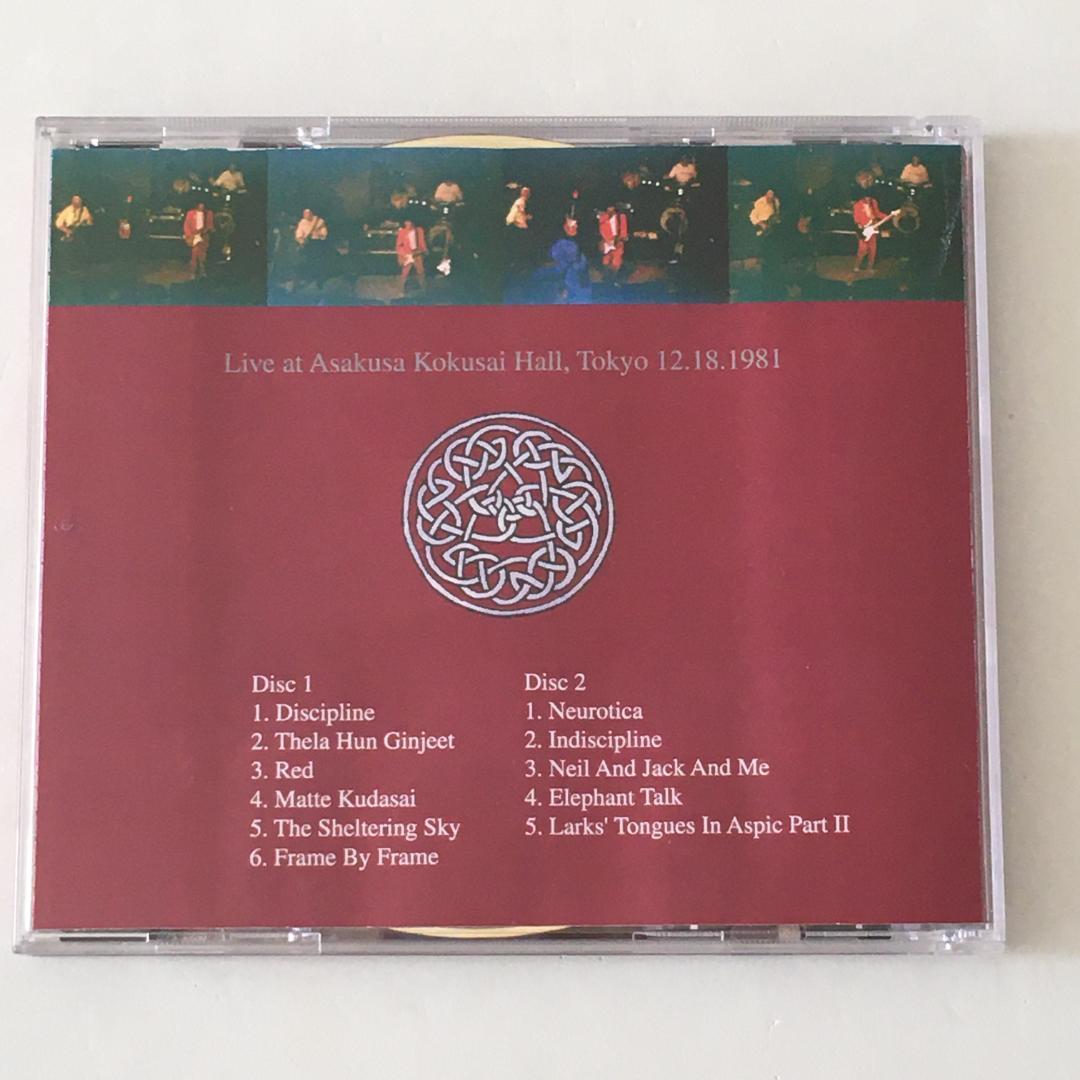 Live at Asakusa Kokusai Hall, Tokyo 12.18.1981
Disc 1
1. Discipline
2. Thela Hun Ginjeet
3. Red
4. Matte Kudasai
5. The Sheltering Sky
6. Frame By Frame
Disc 2
1. Neurotica
2. Indiscipline
3. Neil And Jack And Me
4. Elephant Talk
5. Larks' Tongues In Aspic Part II